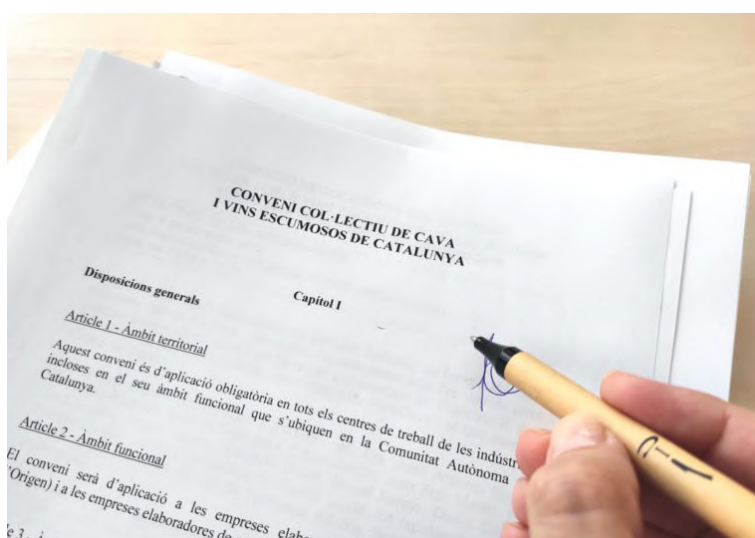 CONVENI COL·LECTIU DE CAVA
I VINS ESCUMOSOS DE CATALUNYA
Disposicions generals
Capítol I
Article 1 - Àmbit territorial
Aquest conveni és d'aplicació obligatòria en tots els centres de treball de les
incloses en el seu àmbit funcional que s'ubiquen en la Comunitat Autònoma
Catalunya.
Article 2 - Àmbit funcional
El conveni serà d'aplicació a les empreses
Origen) i a les empreses elaboradores de